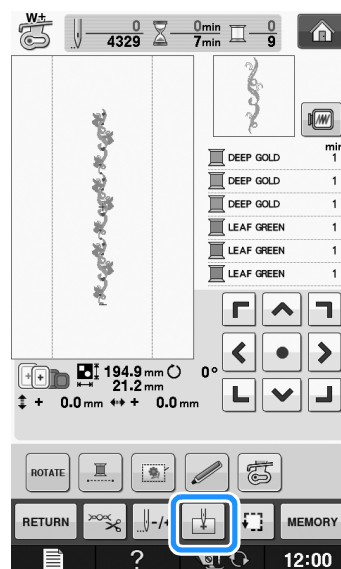 W+
0 0min 0
4329 7min 9
min
DEEP GOLD 1
DEEP GOLD 1
DEEP GOLD 1
LEAF GREEN 1
LEAF GREEN 1
LEAF GREEN 1
194.9 mm 0°
21.2 mm
+ 0.0 mm + 0.0 mm
ROTATE
RETURN -/+ MEMORY
? 12:00